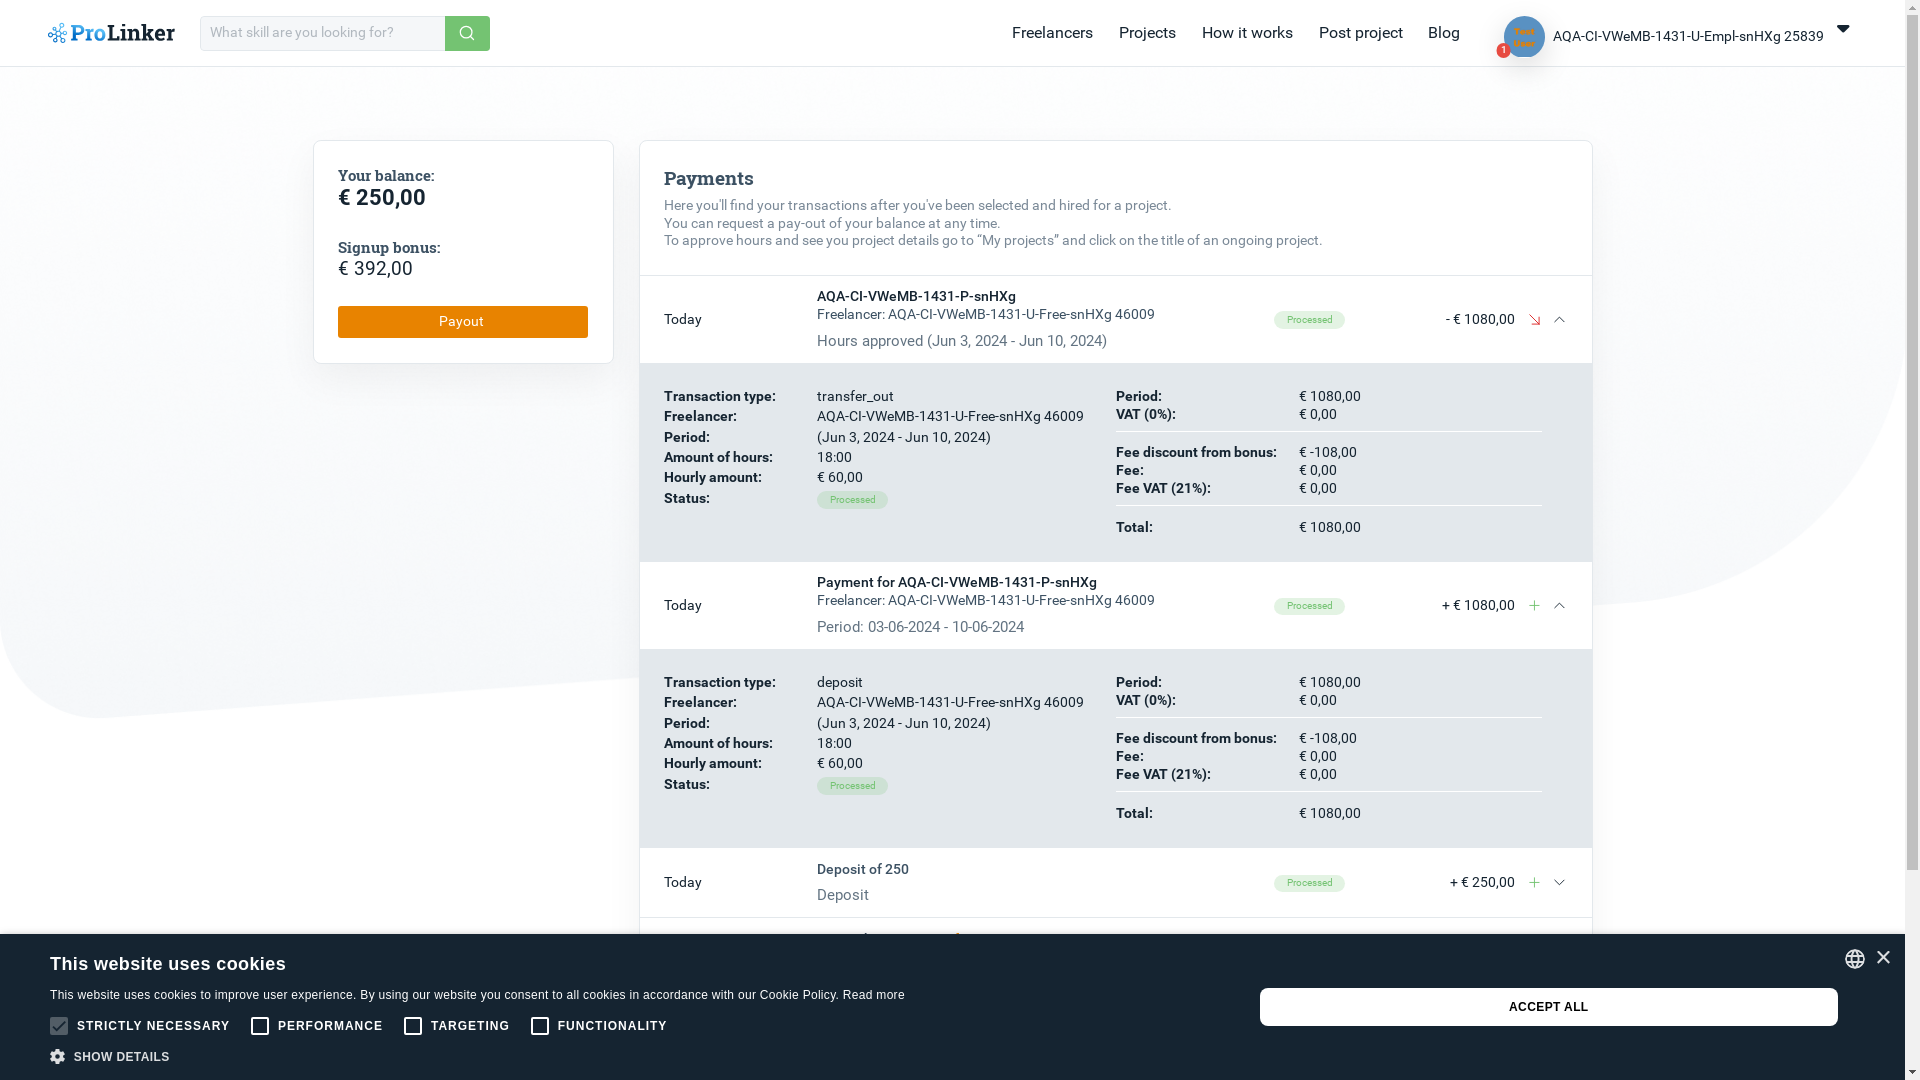 ProLinker
What skill are you looking for?
Freelancers
Projects
How it works
Post project
Blog
Test
User
1
AQA-CI-VWeMB-1431-U-Empl-snHXg 25839
Your balance:
€ 250,00
Signup bonus:
€ 392,00
Payout
Payments
Here you'll find your transactions after you've been selected and hired for a project.
You can request a pay-out of your balance at any time.
To approve hours and see you project details go to “My projects” and click on the title of an ongoing project.
Today
AQA-CI-VWeMB-1431-P-snHXg
Freelancer: AQA-CI-VWeMB-1431-U-Free-snHXg 46009
Hours approved (Jun 3, 2024 - Jun 10, 2024)
Processed
- € 1080,00
Transaction type: transfer_out
Freelancer: AQA-CI-VWeMB-1431-U-Free-snHXg 46009
Period: (Jun 3, 2024 - Jun 10, 2024)
Amount of hours: 18:00
Hourly amount: € 60,00
Status: Processed
Period: € 1080,00
VAT (0%): € 0,00
Fee discount from bonus: € -108,00
Fee: € 0,00
Fee VAT (21%): € 0,00
Total: € 1080,00
Today
Payment for AQA-CI-VWeMB-1431-P-snHXg
Freelancer: AQA-CI-VWeMB-1431-U-Free-snHXg 46009
Period: 03-06-2024 - 10-06-2024
Processed
+ € 1080,00
Transaction type: deposit
Freelancer: AQA-CI-VWeMB-1431-U-Free-snHXg 46009
Period: (Jun 3, 2024 - Jun 10, 2024)
Amount of hours: 18:00
Hourly amount: € 60,00
Status: Processed
Period: € 1080,00
VAT (0%): € 0,00
Fee discount from bonus: € -108,00
Fee: € 0,00
Fee VAT (21%): € 0,00
Total: € 1080,00
Today
Deposit of 250
Deposit
Processed
+ € 250,00
This website uses cookies
This website uses cookies to improve user experience. By using our website you consent to all cookies in accordance with our Cookie Policy. Read more
STRICTLY NECESSARY
PERFORMANCE
TARGETING
FUNCTIONALITY
SHOW DETAILS
ACCEPT ALL